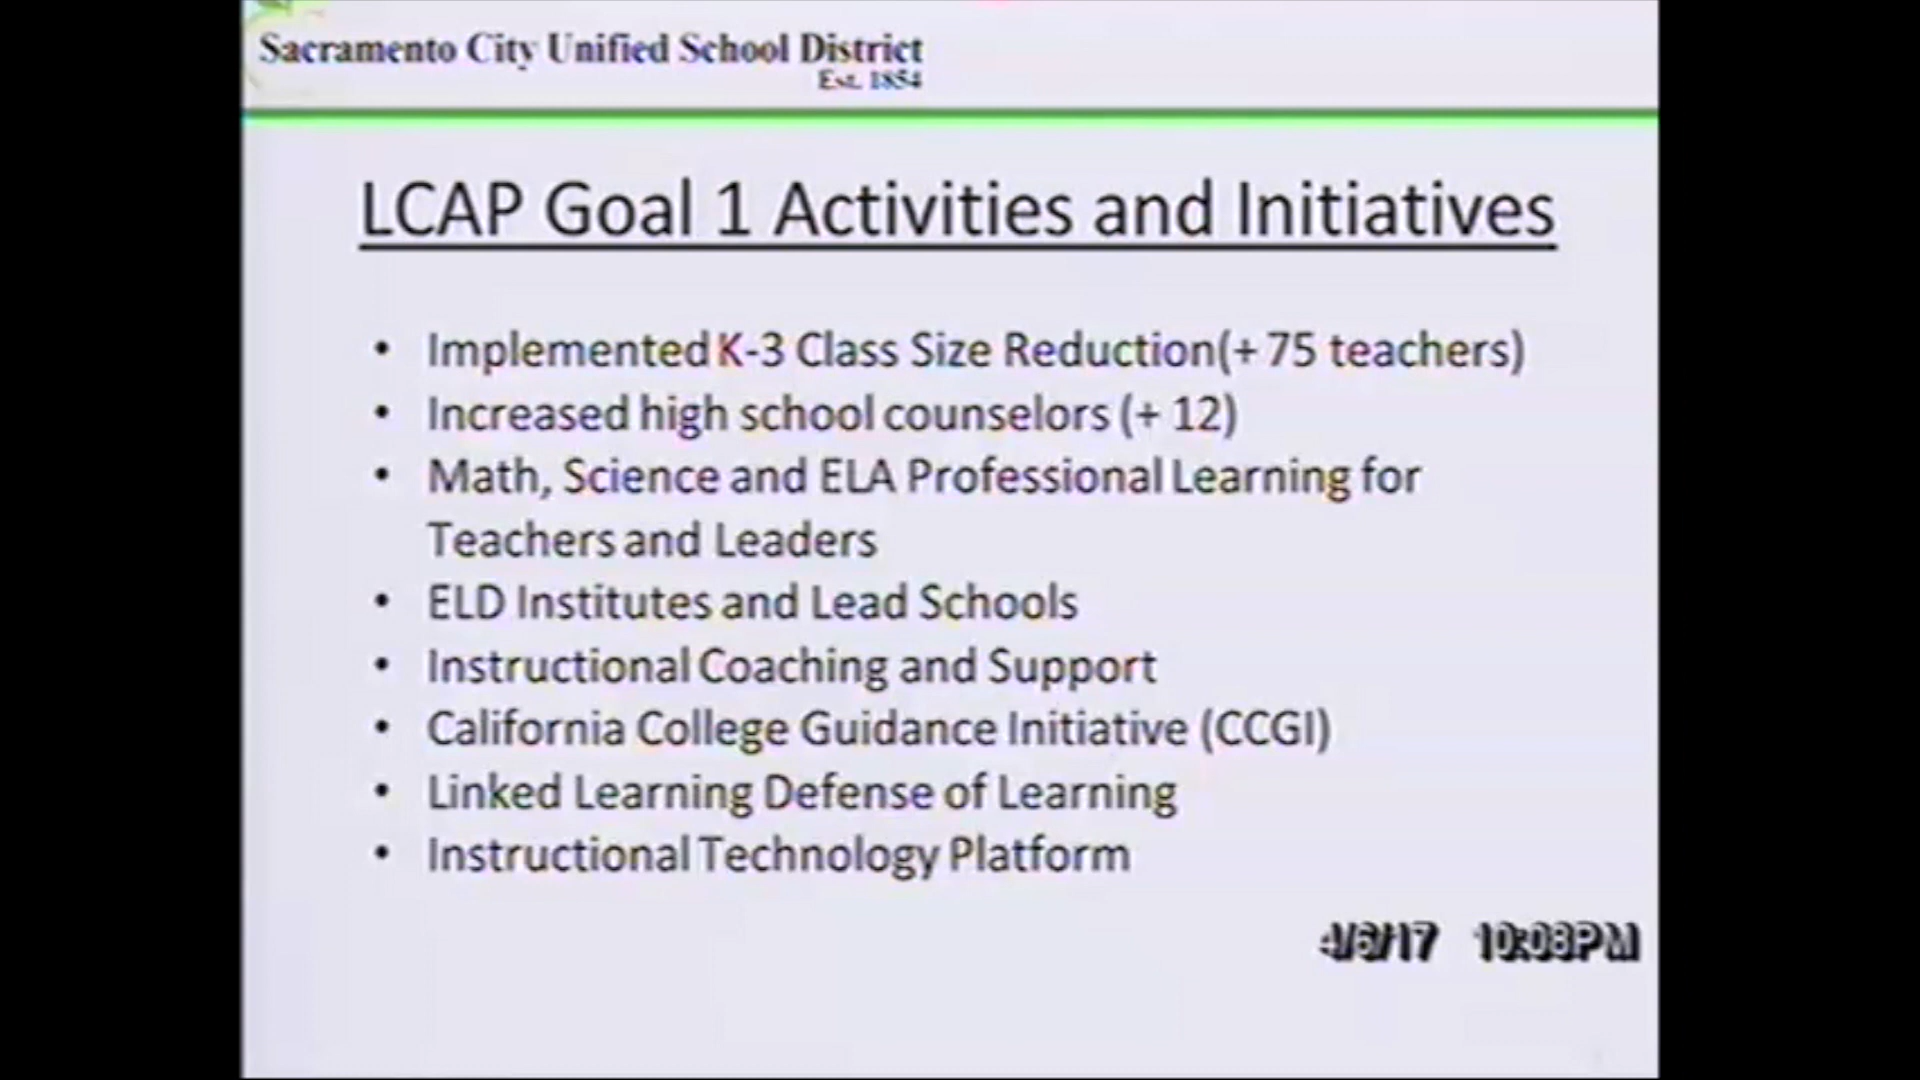 Sacramento City Unified School District
Est. 1854
LCAP Goal 1 Activities and Initiatives
• Implemented K-3 Class Size Reduction(+ 75 teachers)
• Increased high school counselors (+ 12)
• Math, Science and ELA Professional Learning for
Teachers and Leaders
• ELD Institutes and Lead Schools
• Instructional Coaching and Support
• California College Guidance Initiative (CCGI)
• Linked Learning Defense of Learning
• Instructional Technology Platform
4/6/17 10:08PM